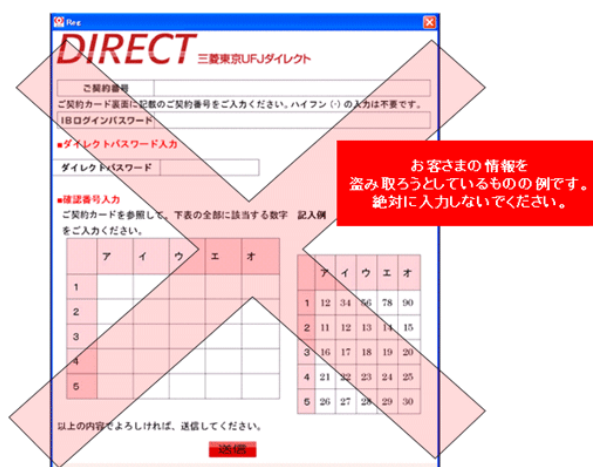 Reg
DIRECT 三菱東京UFJダイレクト
ご契約番号
ご契約カード裏面に記載のご契約番号をご入力ください。ハイフン(-)の入力は不要です。
IBログインパスワード
■ダイレクトパスワード入力
ダイレクトパスワード
お客さまの情報を
盗み取ろうとしているものの例です。
絶対に入力しないでください。
■確認番号入力
ご契約カードを参照して、下表の全部に該当する数字
をご入力ください。
ア イ ウ エ オ
1
2
3
4
5
記入例
ア イ ウ エ オ
1 12 34 56 78 90
2 11 12 13 14 15
3 16 17 18 19 20
4 21 22 23 24 25
5 26 27 28 29 30
以上の内容でよろしければ、送信してください。
送信